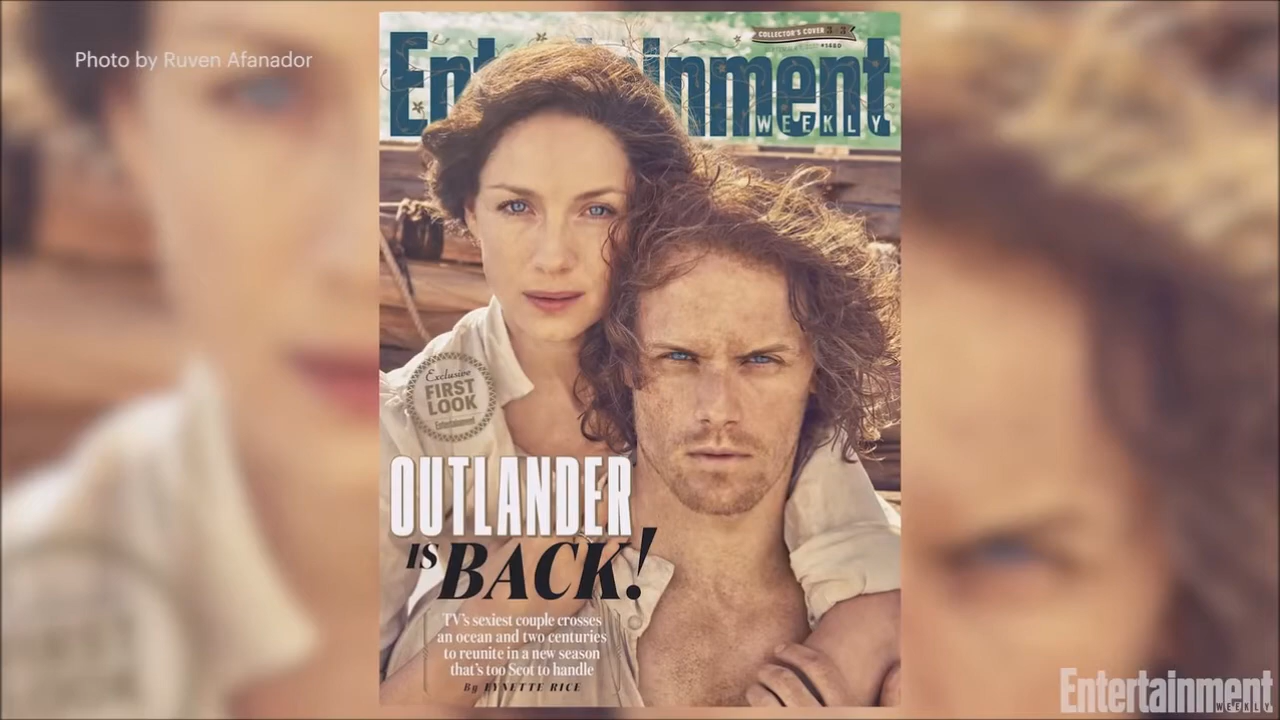 Photo by Ruven Afanador
COLLECTOR'S COVER
#1480
Entertainment
WEEKLY
Exclusive
FIRST
LOOK
Entertainment
OUTLANDER
IS BACK!
TV's sexiest couple crosses
an ocean and two centuries
to reunite in a new season
that's too Scot to handle
By LYNETTE RICE
Entertainment
WEEKLY